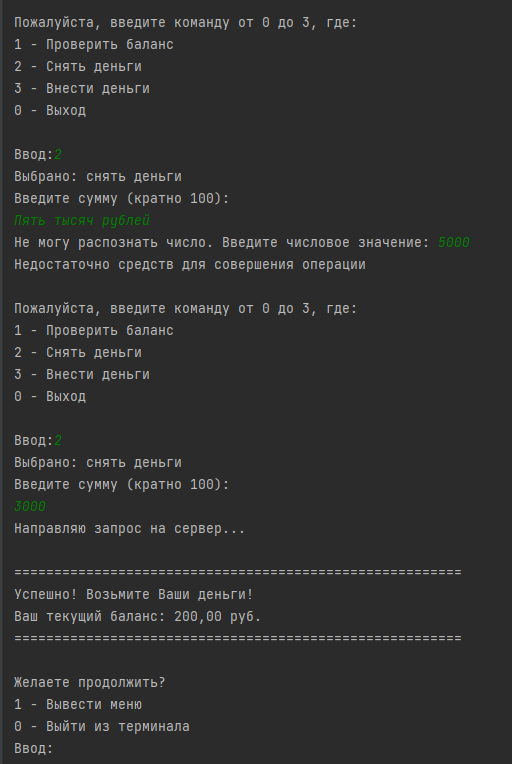 Пожалуйста, введите команду от 0 до 3, где:
1 - Проверить баланс
2 - Снять деньги
3 - Внести деньги
0 - Выход
Ввод:2
Выбрано: снять деньги
Введите сумму (кратно 100):
Пять тысяч рублей
Не могу распознать число. Введите числовое значение: 5000
Недостаточно средств для совершения операции
Пожалуйста, введите команду от 0 до 3, где:
1 - Проверить баланс
2 - Снять деньги
3 - Внести деньги
0 - Выход
Ввод:2
Выбрано: снять деньги
Введите сумму (кратно 100):
3000
Направляю запрос на сервер...
========================================================
Успешно! Возьмите Ваши деньги!
Ваш текущий баланс: 200,00 руб.
========================================================
Желаете продолжить?
1 - Вывести меню
0 - Выйти из терминала
Ввод: